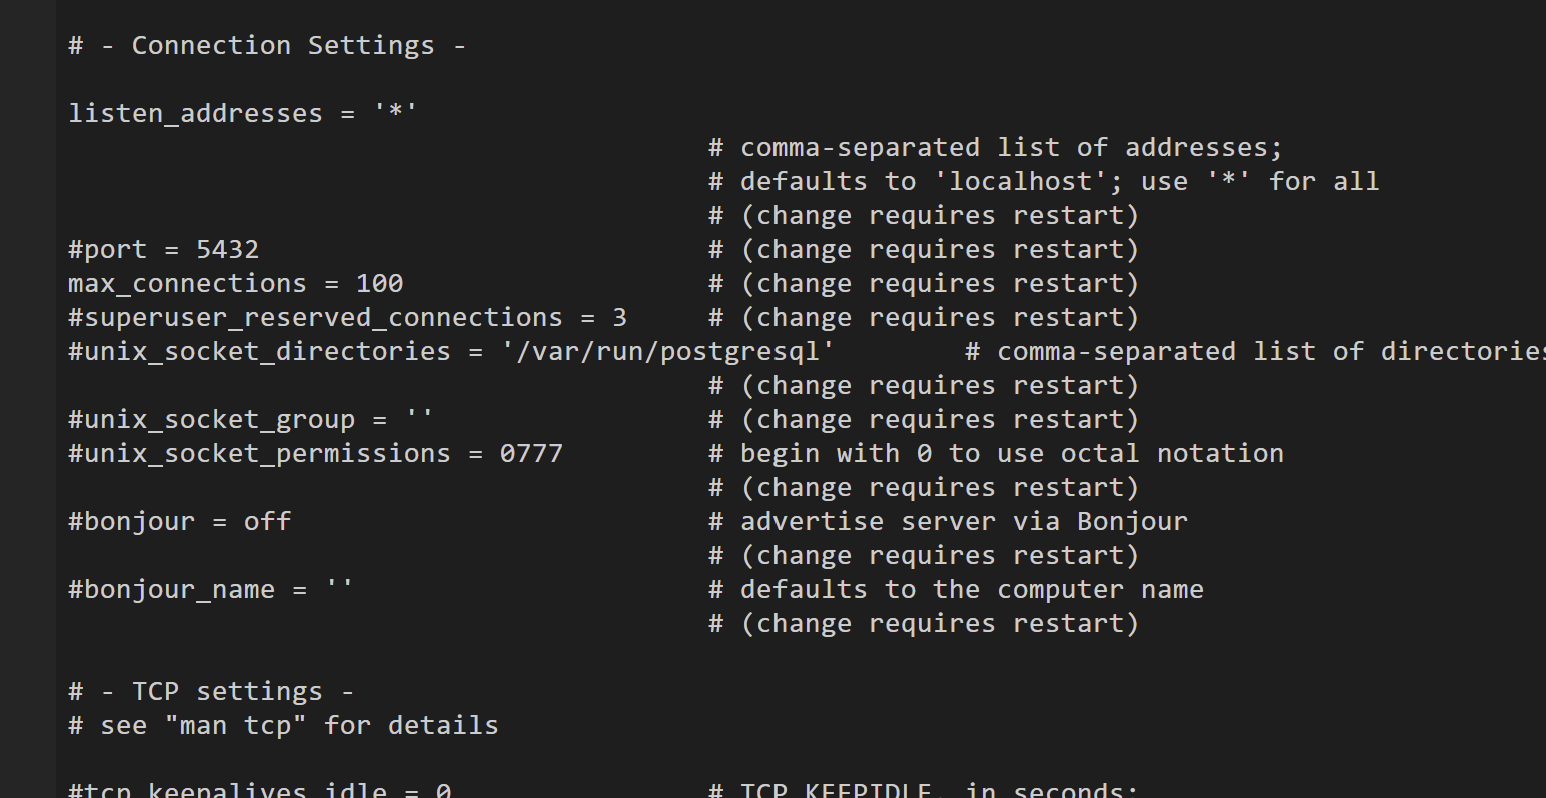 # - Connection Settings -
listen_addresses = '*'
# comma-separated list of addresses;
# defaults to 'localhost'; use '*' for all
# (change requires restart)
#port = 5432 # (change requires restart)
max_connections = 100 # (change requires restart)
#superuser_reserved_connections = 3 # (change requires restart)
#unix_socket_directories = '/var/run/postgresql' # comma-separated list of directories
# (change requires restart)
#unix_socket_group = '' # (change requires restart)
#unix_socket_permissions = 0777 # begin with 0 to use octal notation
# (change requires restart)
#bonjour = off # advertise server via Bonjour
# (change requires restart)
#bonjour_name = '' # defaults to the computer name
# (change requires restart)
# - TCP settings -
# see "man tcp" for details
#tcp_keepalives_idle = 0 # TCP_KEEPIDLE, in seconds;